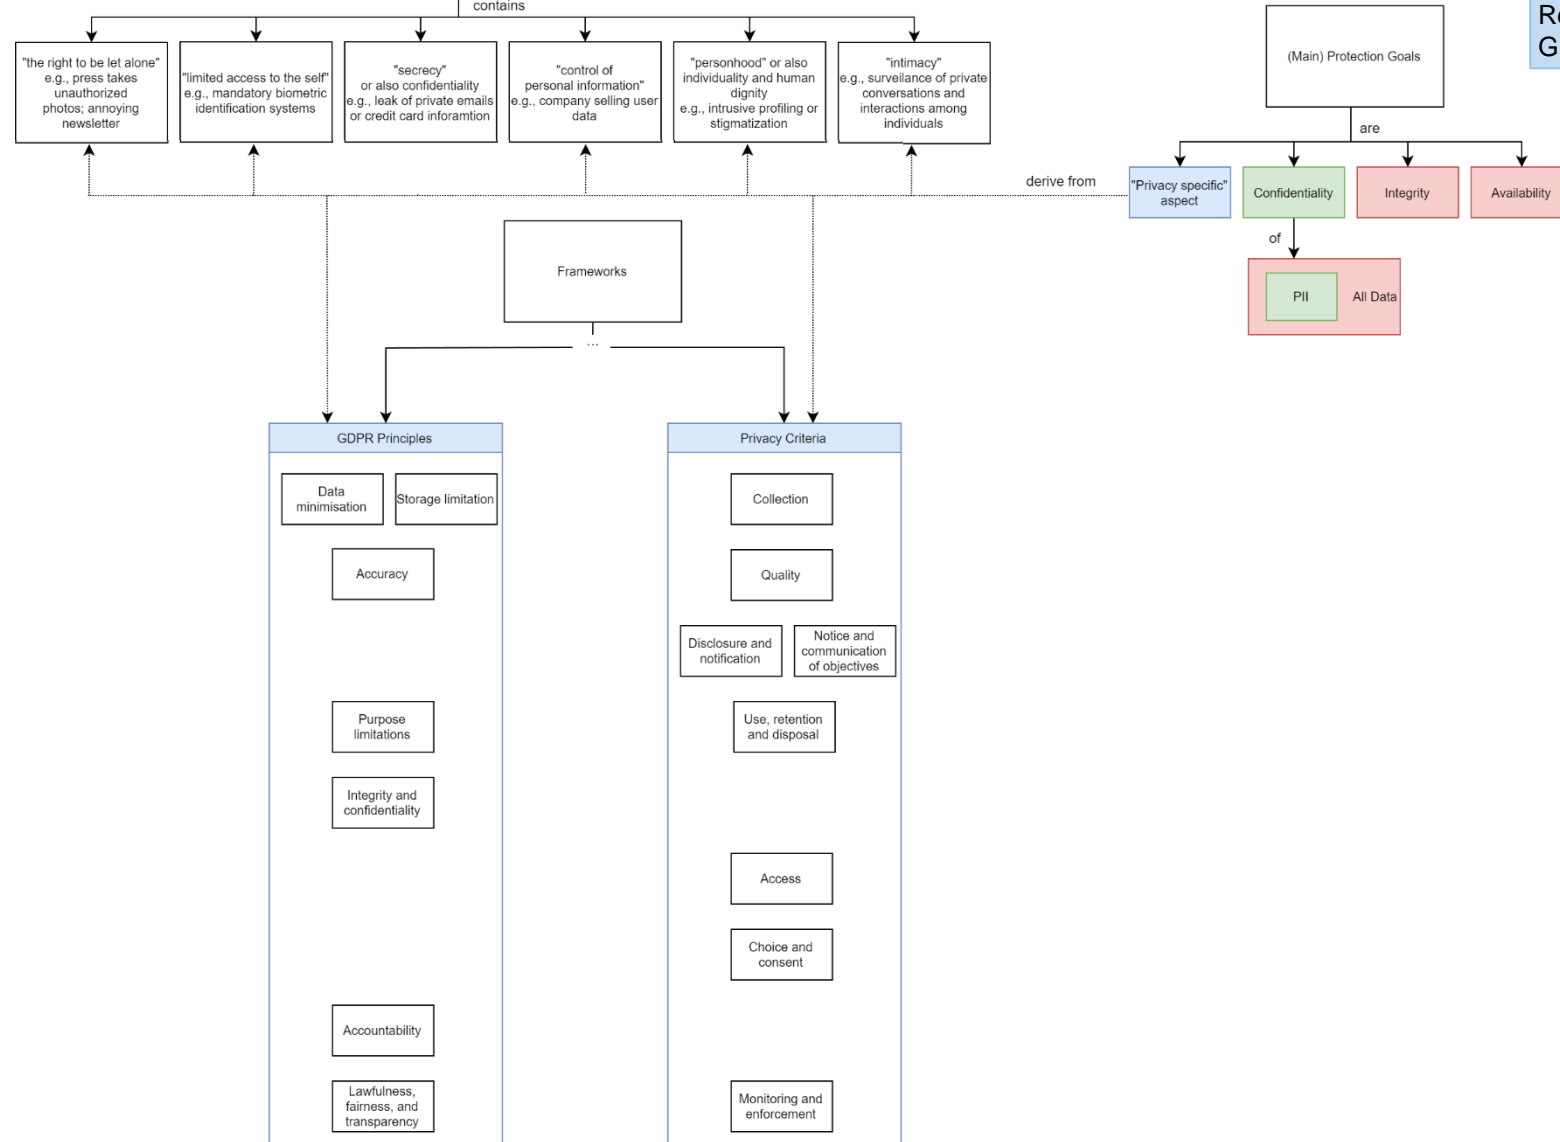 contains
"the right to be let alone"
e.g., press takes
unauthorized
photos; annoying
newsletter
"limited access to the self"
e.g., mandatory biometric
identification systems
"secrecy"
or also confidentiality
e.g., leak of private emails
or credit card inforamtion
"control of
personal information"
e.g., company selling user
data
"personhood" or also
individuality and human
dignity
e.g., intrusive profiling or
stigmatization
"intimacy"
e.g., surveilance of private
conversations and
interactions among
individuals
(Main) Protection Goals
are
derive from
"Privacy specific"
aspect
Confidentiality
Integrity
Availability
of
PII
All Data
Frameworks
...
GDPR Principles
Data
minimisation
Storage limitation
Accuracy
Purpose
limitations
Integrity and
confidentiality
Accountability
Lawfulness,
fairness, and
transparency
Privacy Criteria
Collection
Quality
Disclosure and
notification
Notice and
communication
of objectives
Use, retention
and disposal
Access
Choice and
consent
Monitoring and
enforcement